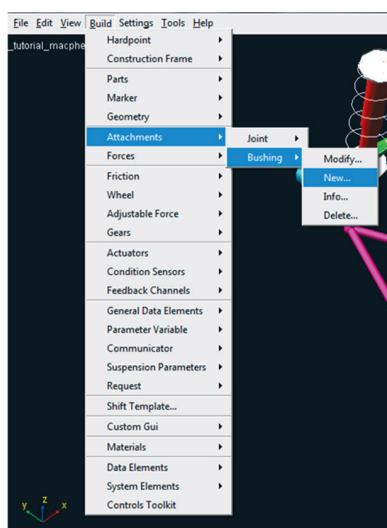 File Edit View Build Settings Tools Help
_tutorial_macphe
Hardpoint
Construction Frame
Parts
Marker
Geometry
Attachments
Joint
Bushing
Modify...
New...
Info...
Delete...
Forces
Friction
Wheel
Adjustable Force
Gears
Actuators
Condition Sensors
Feedback Channels
General Data Elements
Parameter Variable
Communicator
Suspension Parameters
Request
Shift Template...
Custom Gui
Materials
Data Elements
System Elements
Controls Toolkit
y z x